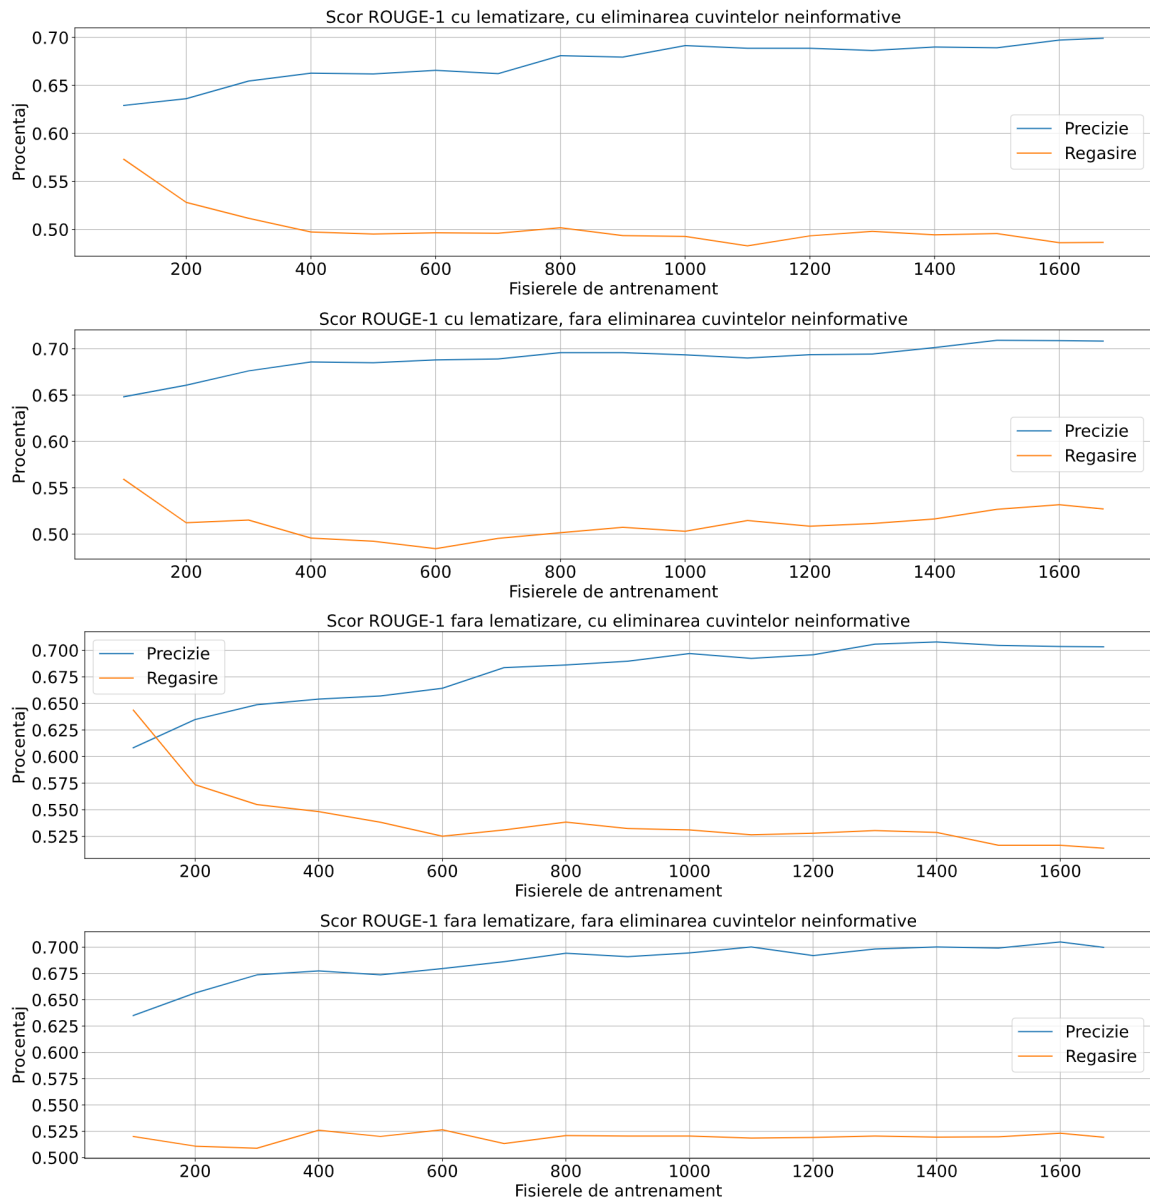 Scor ROUGE-1 cu lematizare, cu eliminarea cuvintelor neinformative
0.70
0.65
0.60
0.55
0.50
Procentaj
Precizie
Regasire
200 400 600 800 1000 1200 1400 1600
Fisierele de antrenament
Scor ROUGE-1 cu lematizare, fara eliminarea cuvintelor neinformative
0.70
0.65
0.60
0.55
0.50
Procentaj
Precizie
Regasire
200 400 600 800 1000 1200 1400 1600
Fisierele de antrenament
Scor ROUGE-1 fara lematizare, cu eliminarea cuvintelor neinformative
0.700
0.675
0.650
0.625
0.600
0.575
0.550
0.525
Procentaj
Precizie
Regasire
200 400 600 800 1000 1200 1400 1600
Fisierele de antrenament
Scor ROUGE-1 fara lematizare, fara eliminarea cuvintelor neinformative
0.700
0.675
0.650
0.625
0.600
0.575
0.550
0.525
0.500
Procentaj
Precizie
Regasire
200 400 600 800 1000 1200 1400 1600
Fisierele de antrenament